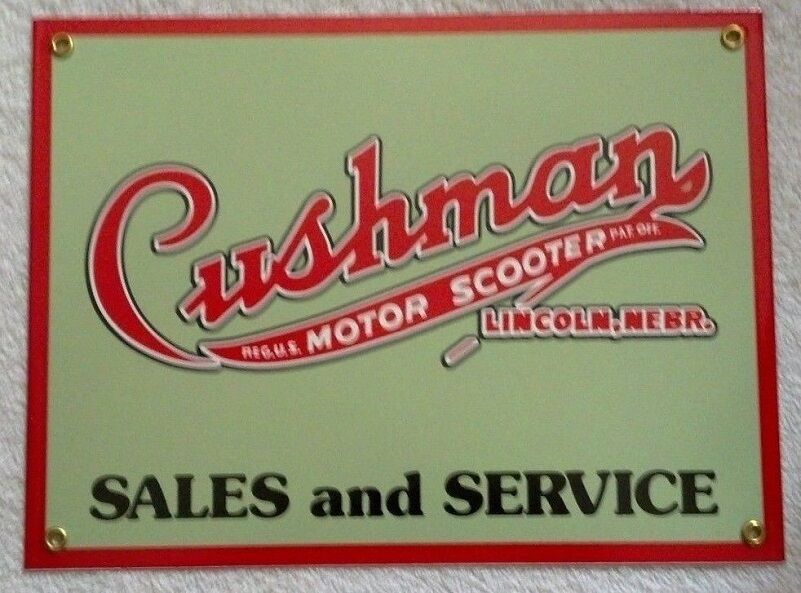 Cushman
REG.U.S. MOTOR SCOOTER PAT. OFF.
LINCOLN, NEBR.
SALES and SERVICE